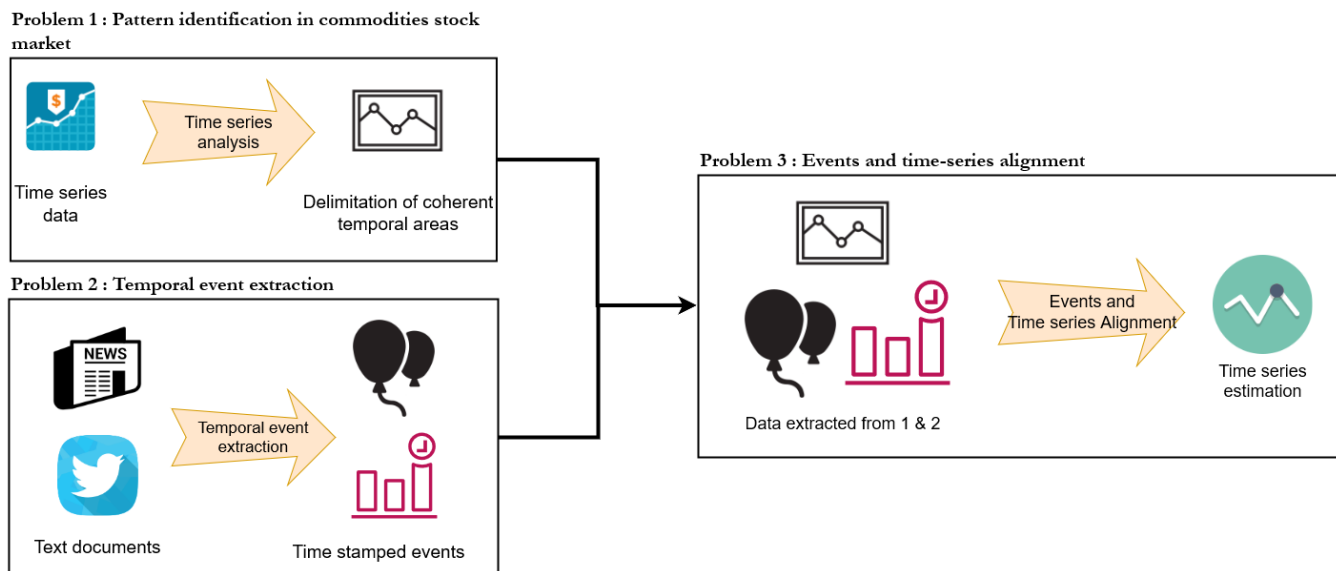 Problem 1 : Pattern identification in commodities stock
market
$
Time series
analysis
Time series
data
Delimitation of coherent
temporal areas
Problem 2 : Temporal event extraction
NEWS
Temporal event
extraction
Text documents
Time stamped events
Problem 3 : Events and time-series alignment
Events and
Time series Alignment
Data extracted from 1 & 2
Time series
estimation